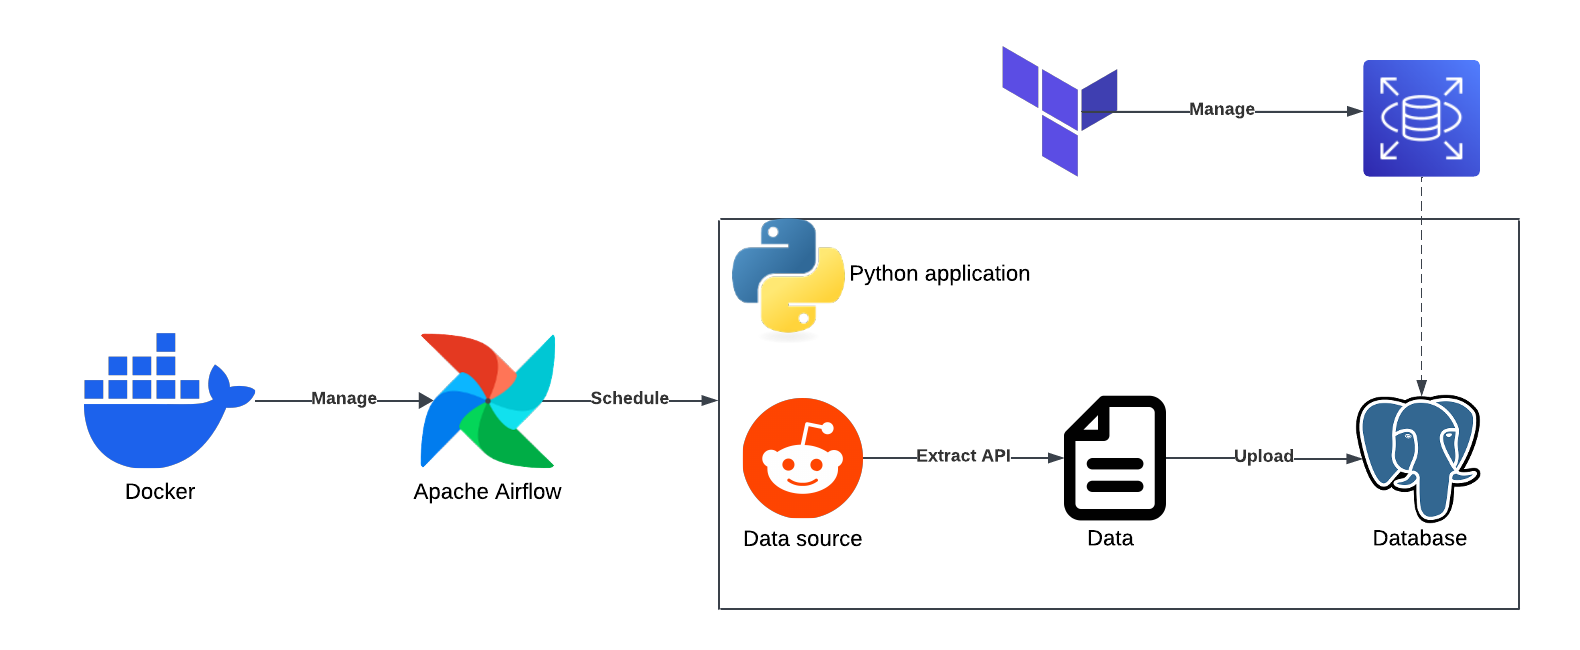 Manage
Python application
Manage
Schedule
Docker
Apache Airflow
Extract API
Upload
Data source
Data
Database